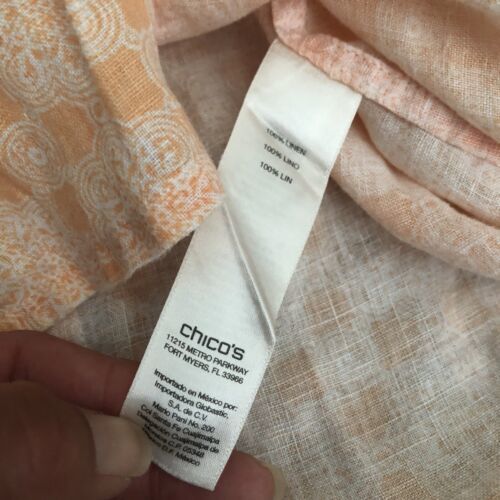 100% LINEN
100% LINO
100% LIN
chico's
11215 METRO PARKWAY
FORT MYERS, FL 33966
Importado en México por:
Importadora Globastic,
S.A. de C.V.
Mario Pani No. 200
Col Santa Fe Cuajimalpa
Delegación Cuajimalpa de
México C.P. 05348
D.F. México